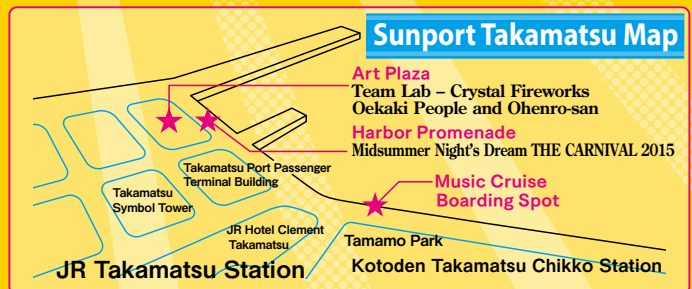 Sunport Takamatsu Map
Art Plaza
Team Lab – Crystal Fireworks
Oekaki People and Ohenro-san
Harbor Promenade
Midsummer Night's Dream THE CARNIVAL 2015
Takamatsu Port Passenger
Terminal Building
Music Cruise
Boarding Spot
Takamatsu
Symbol Tower
JR Hotel Clement
Takamatsu
Tamamo Park
JR Takamatsu Station
Kotoden Takamatsu Chikko Station